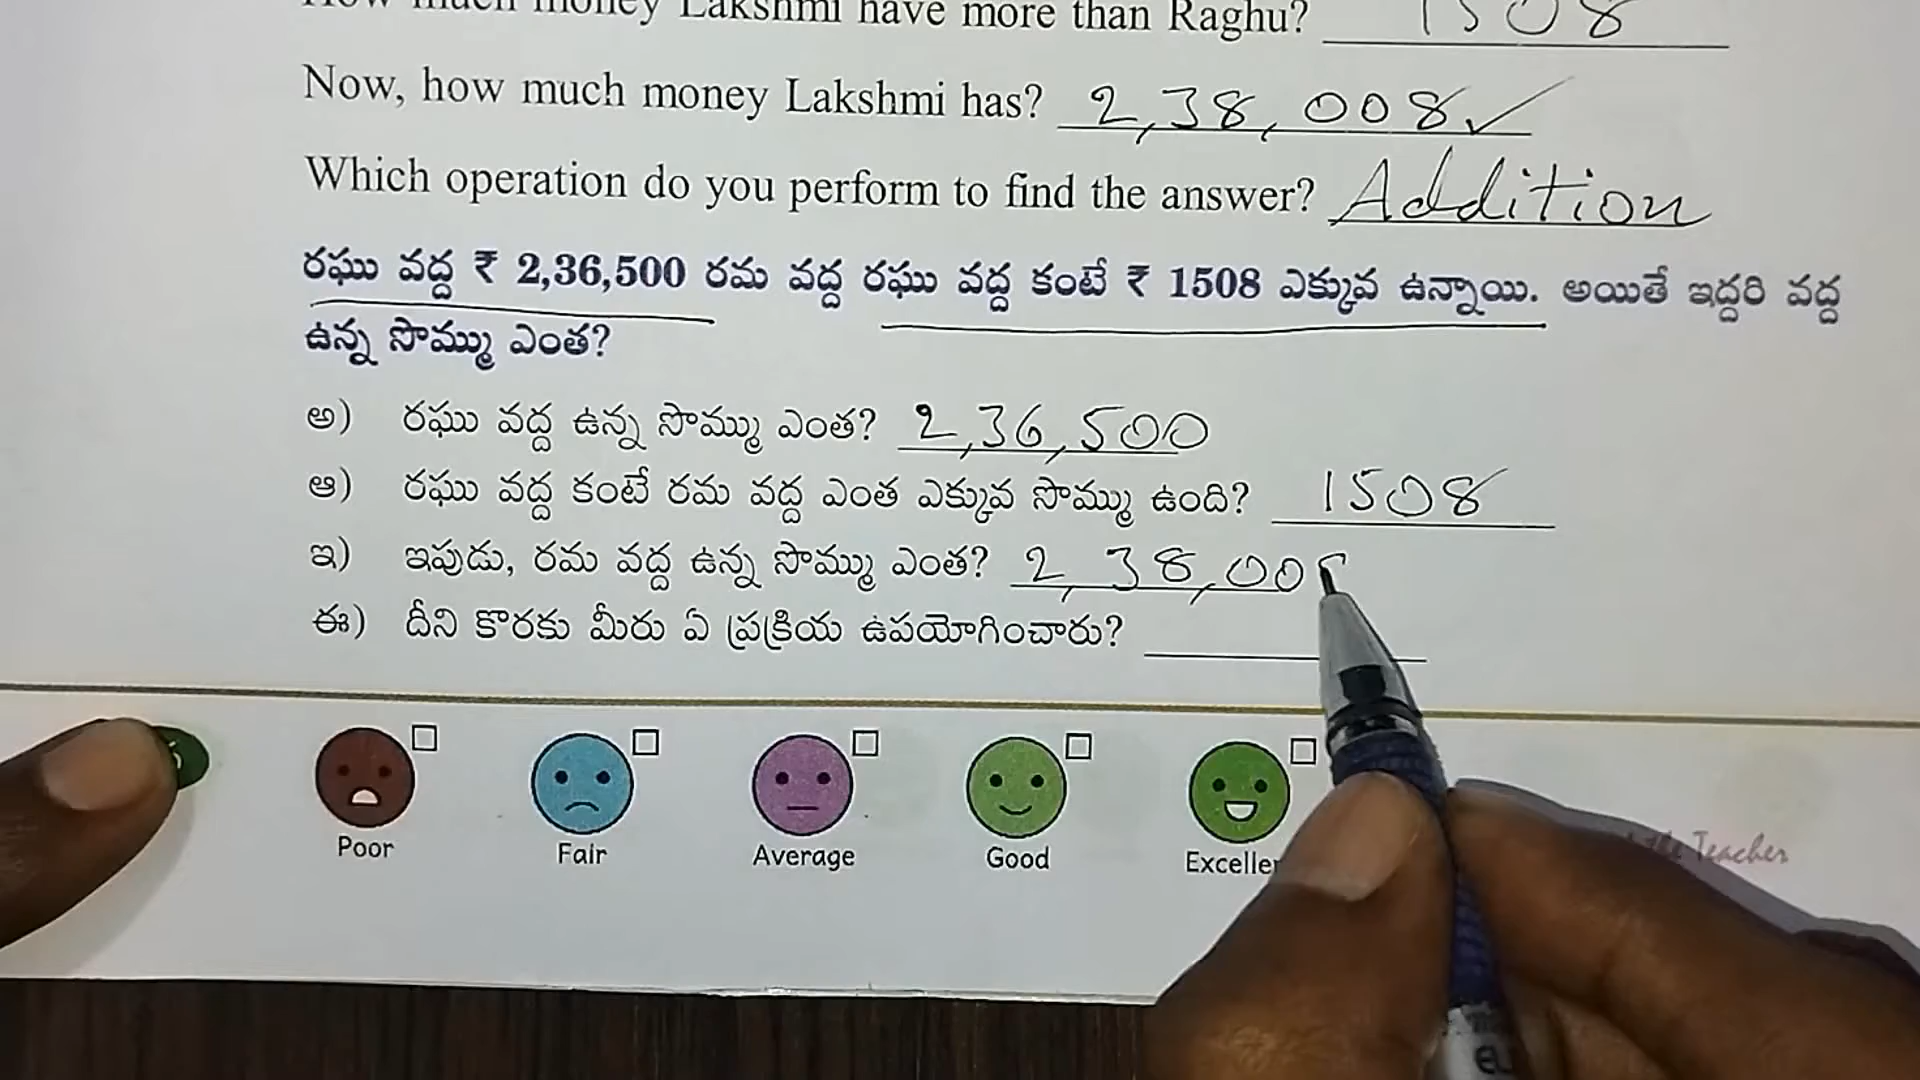 How much money Lakshmi have more than Raghu? 1508
Now, how much money Lakshmi has? 2,38,008✓
Which operation do you perform to find the answer? Addition
రఘు వద్ద ₹ 2,36,500 రమ వద్ద రఘు వద్ద కంటే ₹ 1508 ఎక్కువ ఉన్నాయి. అయితే ఇద్దరి వద్ద
ఉన్న సొమ్ము ఎంత?
అ) రఘు వద్ద ఉన్న సొమ్ము ఎంత? 2,36,500
ఆ) రఘు వద్ద కంటే రమ వద్ద ఎంత ఎక్కువ సొమ్ము ఉంది? 1508
ఇ) ఇపుడు, రమ వద్ద ఉన్న సొమ్ము ఎంత? 2,38,00
ఈ) దీని కొరకు మీరు ఏ ప్రక్రియ ఉపయోగించారు?
Poor Fair Average Good
Teacher